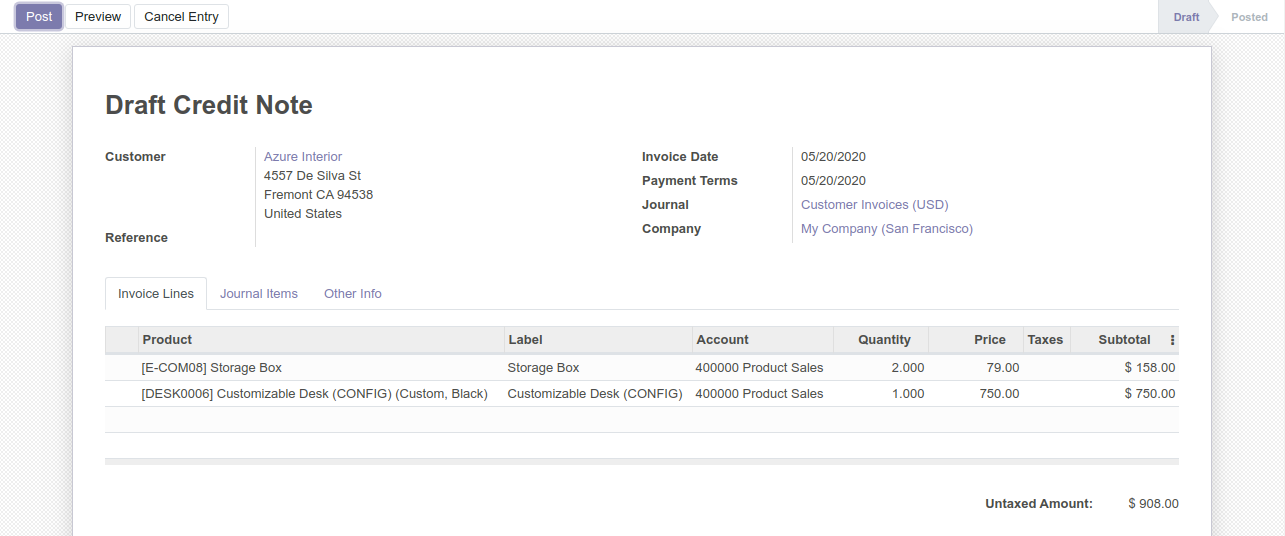 Post Preview Cancel Entry Draft Posted
Draft Credit Note
Customer Azure Interior Invoice Date 05/20/2020
4557 De Silva St Payment Terms 05/20/2020
Fremont CA 94538 Journal Customer Invoices (USD)
United States Company My Company (San Francisco)
Reference
Invoice Lines Journal Items Other Info
Product Label Account Quantity Price Taxes Subtotal
[E-COM08] Storage Box Storage Box 400000 Product Sales 2.000 79.00 $ 158.00
[DESK0006] Customizable Desk (CONFIG) (Custom, Black) Customizable Desk (CONFIG) 400000 Product Sales 1.000 750.00 $ 750.00
Untaxed Amount: $ 908.00